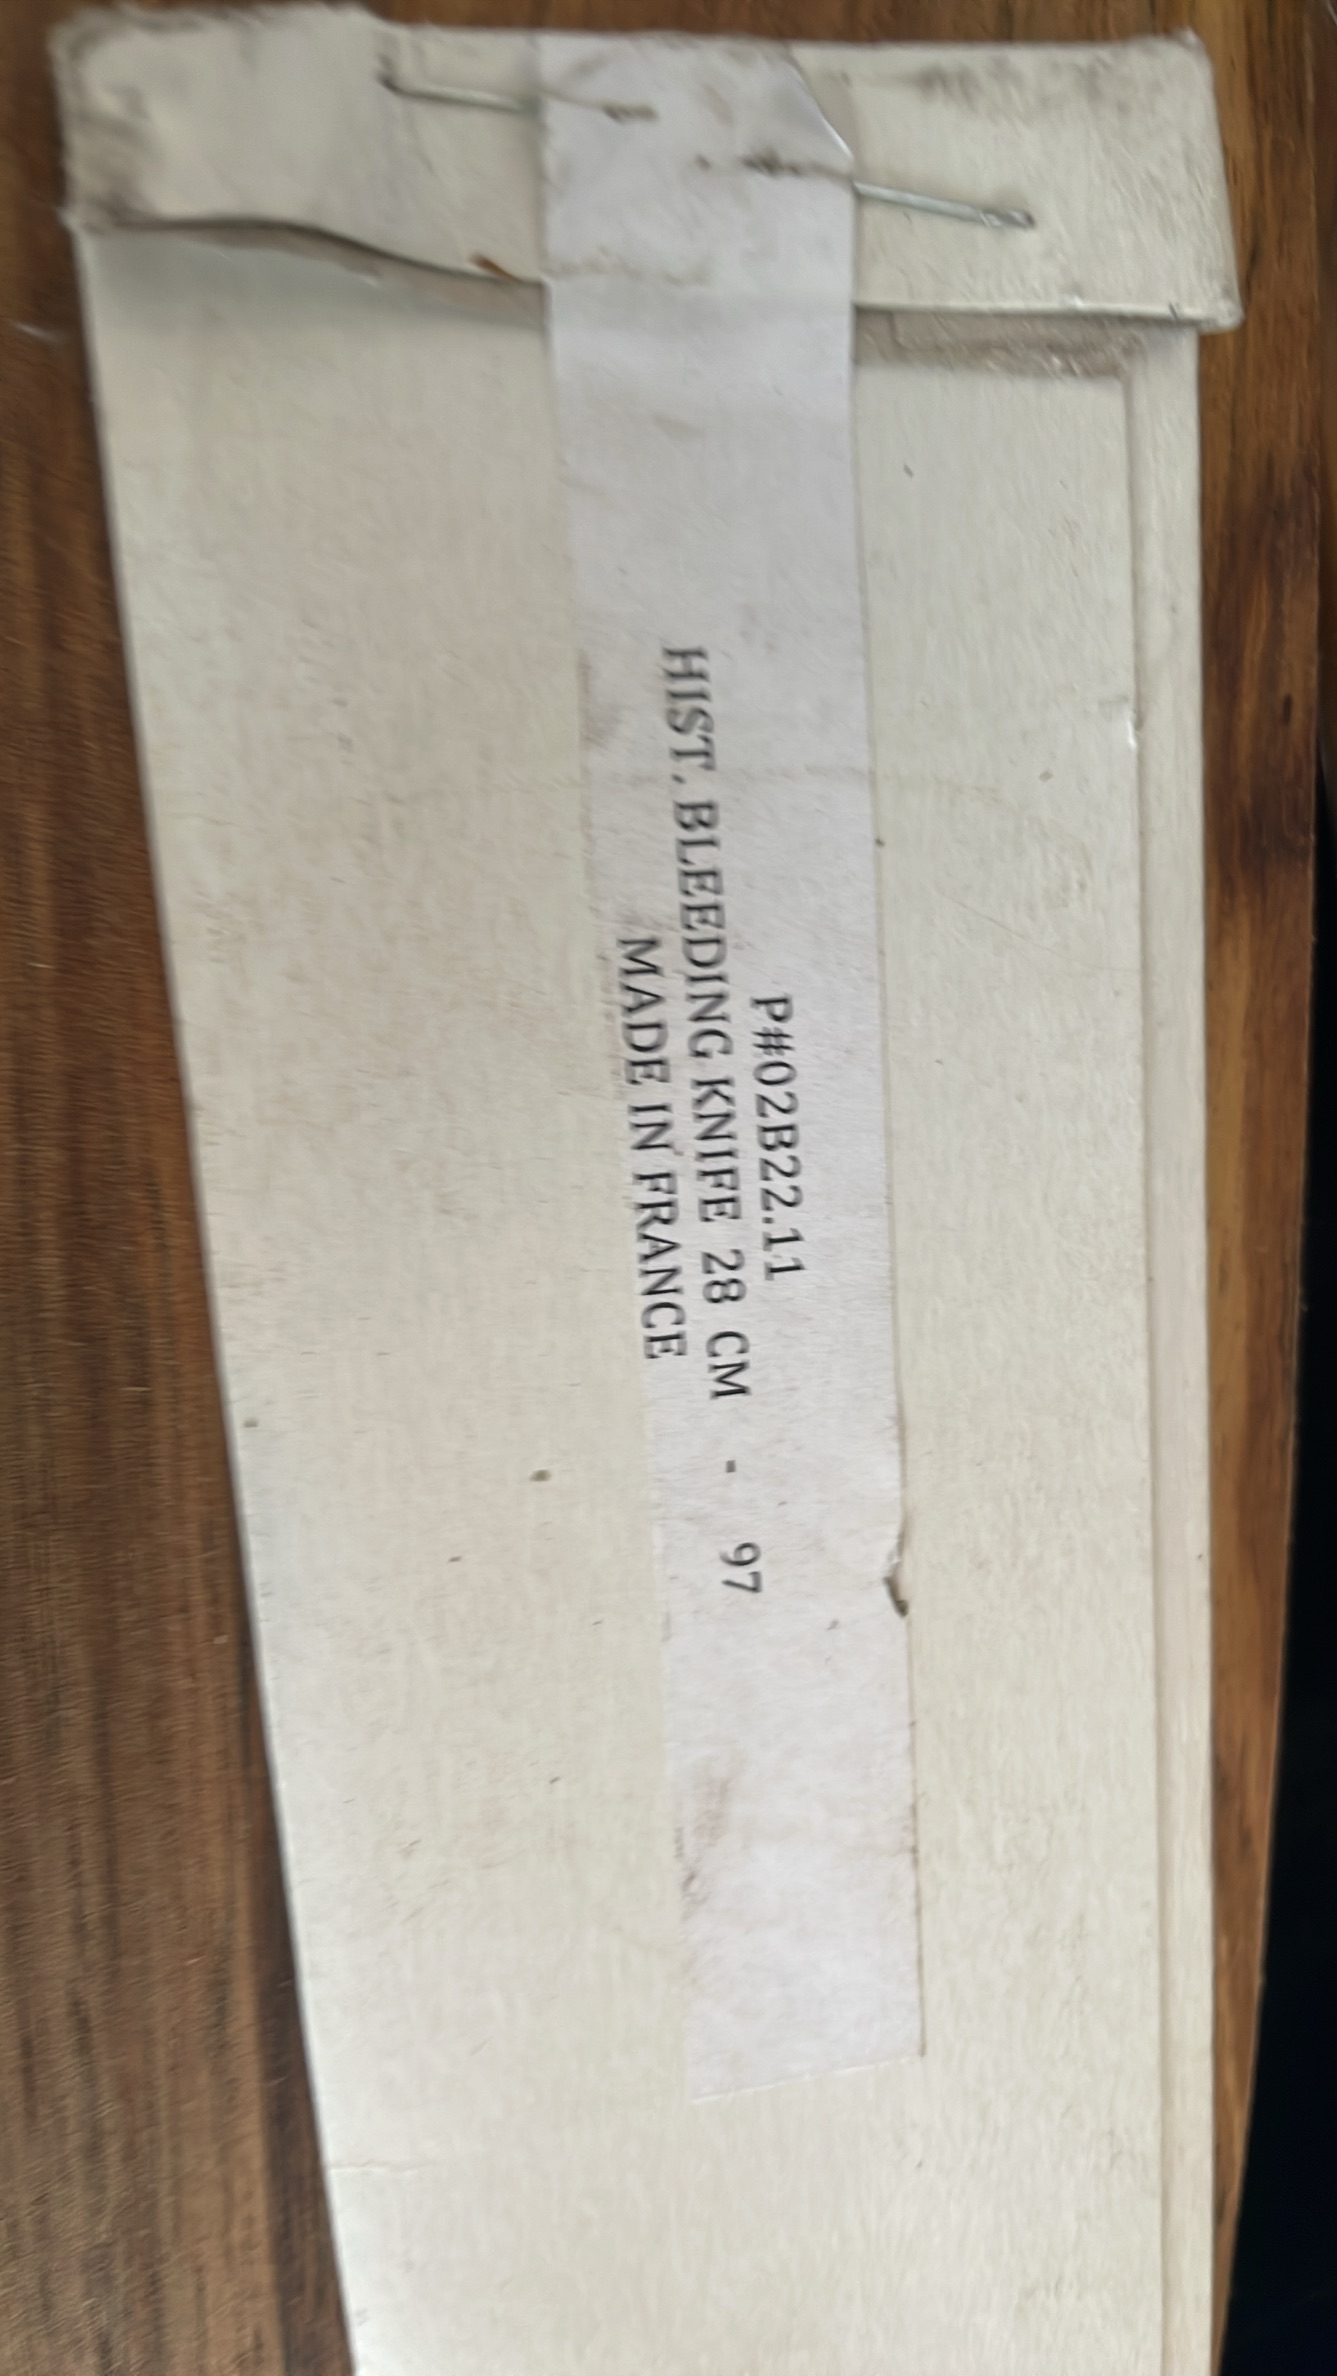 P#02B22.11
HIST. BLEEDING KNIFE 28 CM - 97
MADE IN FRANCE